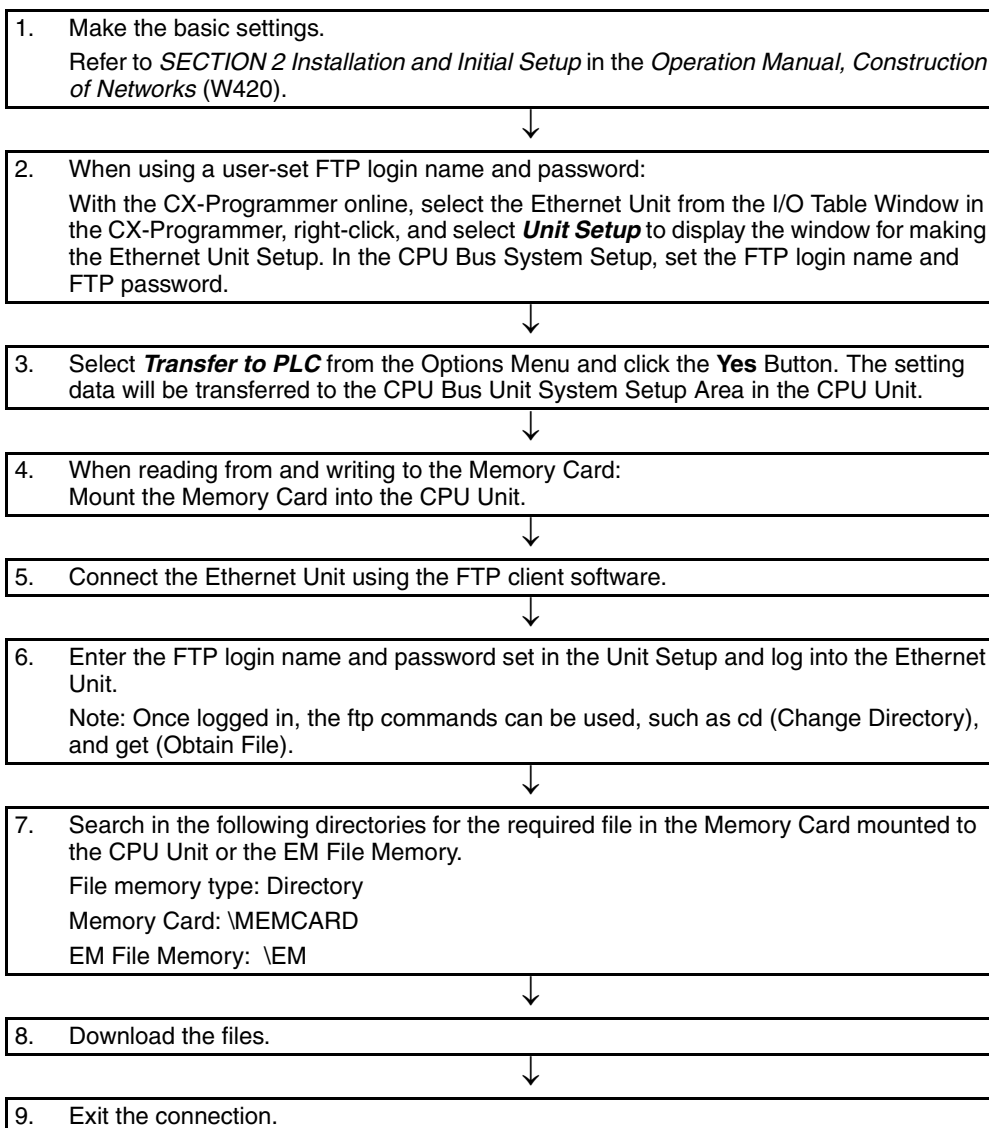 1. Make the basic settings.
Refer to SECTION 2 Installation and Initial Setup in the Operation Manual, Construction
of Networks (W420).
↓
2. When using a user-set FTP login name and password:
With the CX-Programmer online, select the Ethernet Unit from the I/O Table Window in
the CX-Programmer, right-click, and select Unit Setup to display the window for making
the Ethernet Unit Setup. In the CPU Bus System Setup, set the FTP login name and
FTP password.
↓
3. Select Transfer to PLC from the Options Menu and click the Yes Button. The setting
data will be transferred to the CPU Bus Unit System Setup Area in the CPU Unit.
↓
4. When reading from and writing to the Memory Card:
Mount the Memory Card into the CPU Unit.
↓
5. Connect the Ethernet Unit using the FTP client software.
↓
6. Enter the FTP login name and password set in the Unit Setup and log into the Ethernet
Unit.
Note: Once logged in, the ftp commands can be used, such as cd (Change Directory),
and get (Obtain File).
↓
7. Search in the following directories for the required file in the Memory Card mounted to
the CPU Unit or the EM File Memory.
File memory type: Directory
Memory Card: \MEMCARD
EM File Memory: \EM
↓
8. Download the files.
↓
9. Exit the connection.